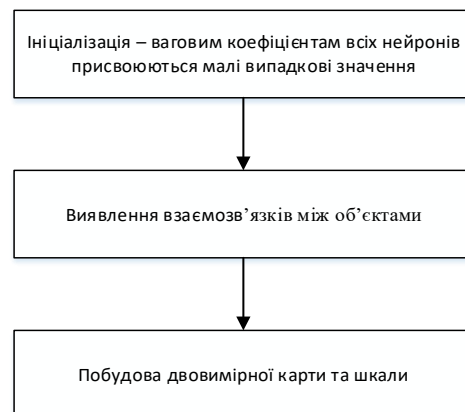 Ініціалізація – ваговим коефіцієнтам всіх нейронів
присвоюються малі випадкові значення
Виявлення взаємозв’язків між об’єктами
Побудова двовимірної карти та шкали